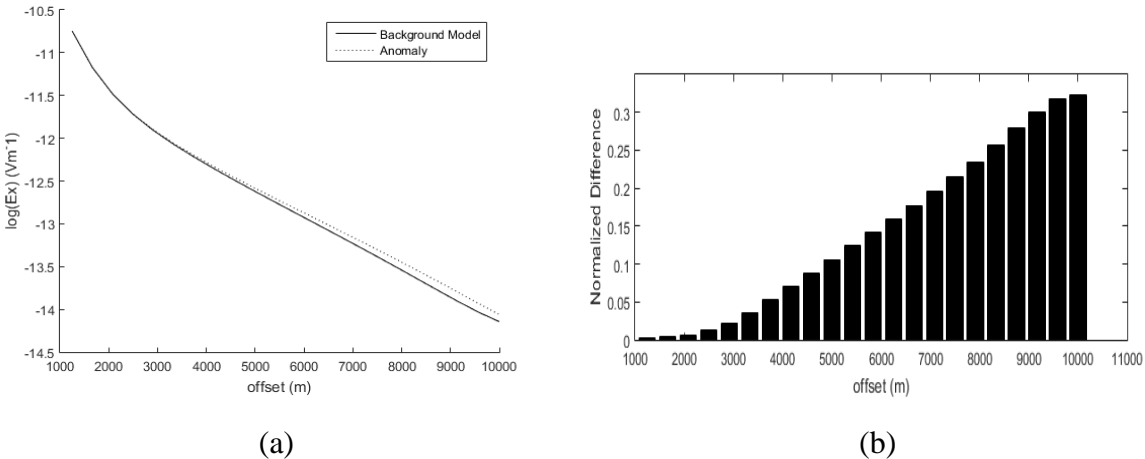 -10.5
-11
-11.5
-12
-12.5
-13
-13.5
-14
-14.5
log(Ex) (Vm-1)
1000 2000 3000 4000 5000 6000 7000 8000 9000 10000
offset (m)
Background Model
Anomaly
(a)
0.3
0.25
0.2
0.15
0.1
0.05
0
Normalized Difference
1000 2000 3000 4000 5000 6000 7000 8000 9000 10000 11000
offset (m)
(b)